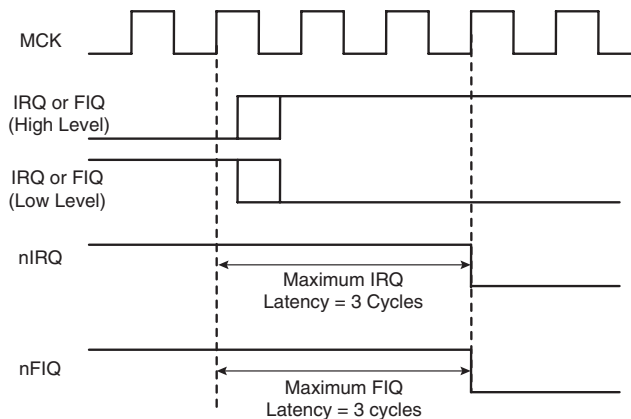 MCK
IRQ or FIQ
(High Level)
IRQ or FIQ
(Low Level)
nIRQ
Maximum IRQ
Latency = 3 Cycles
nFIQ
Maximum FIQ
Latency = 3 cycles